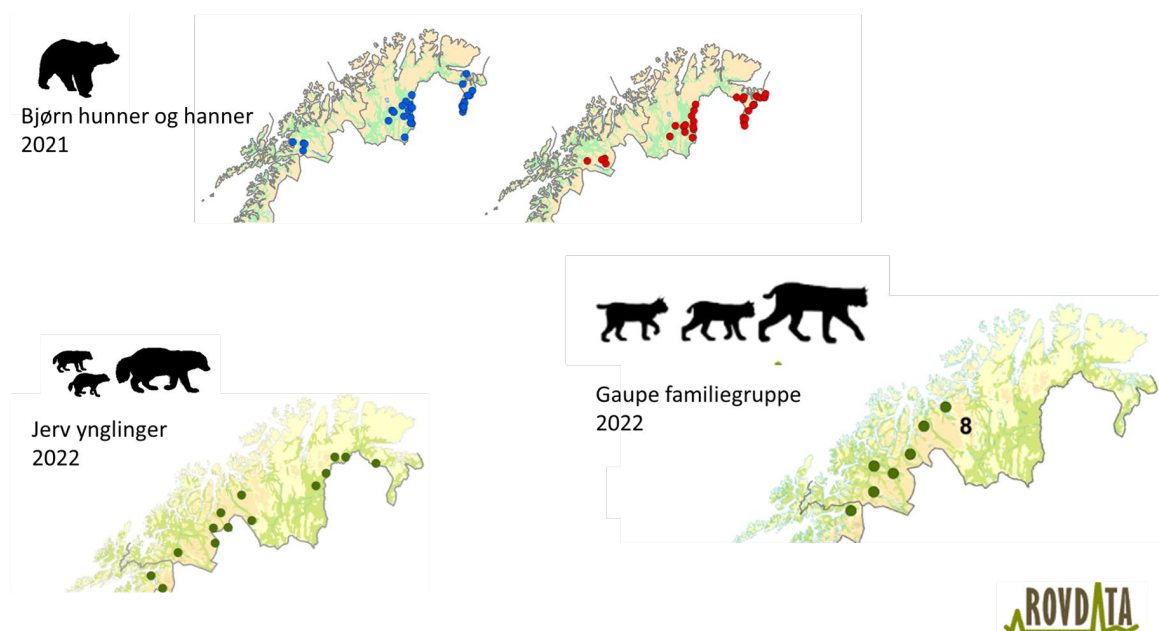 Bjørn hunner og hanner
2021
Gaupe familiegruppe
2022
8
Jerv ynglinger
2022
ROVDATA